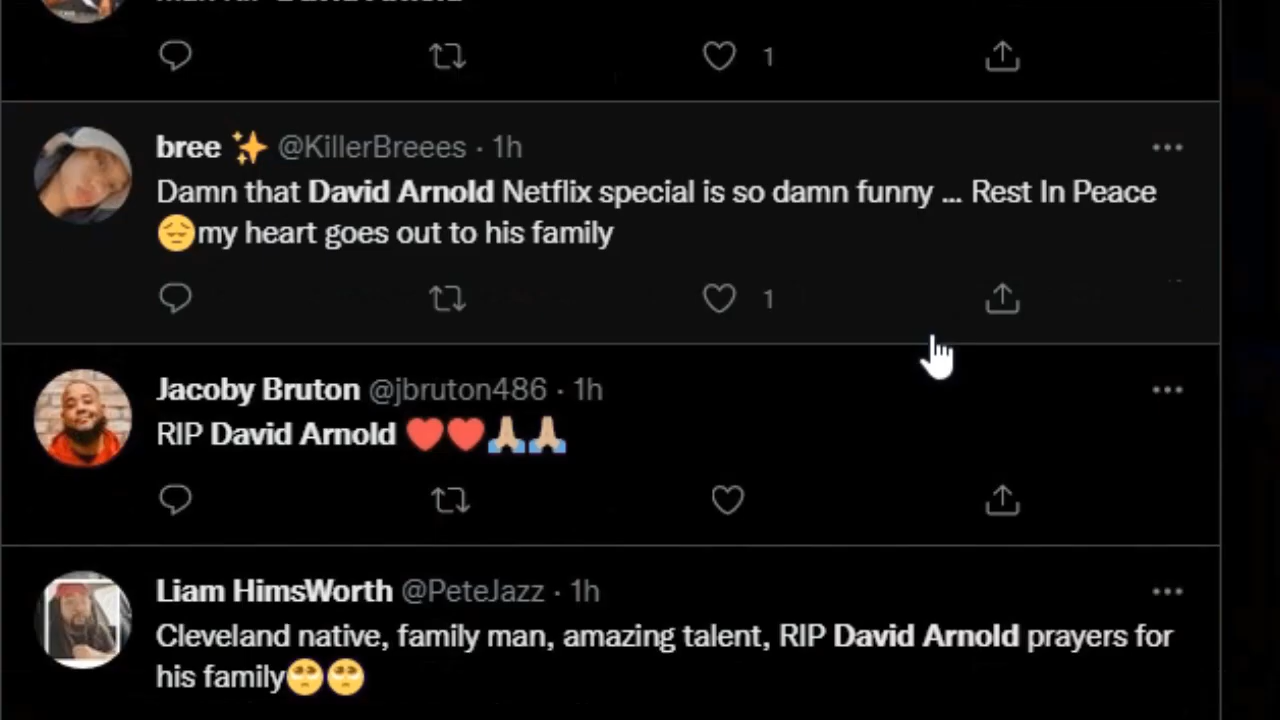 1
bree ✨ @KillerBreees · 1h
Damn that David Arnold Netflix special is so damn funny ... Rest In Peace
😔my heart goes out to his family
1
Jacoby Bruton @jbruton486 · 1h
RIP David Arnold ❤️❤️🙏🏼🙏🏼
Liam HimsWorth @PeteJazz · 1h
Cleveland native, family man, amazing talent, RIP David Arnold prayers for
his family🥺🥺